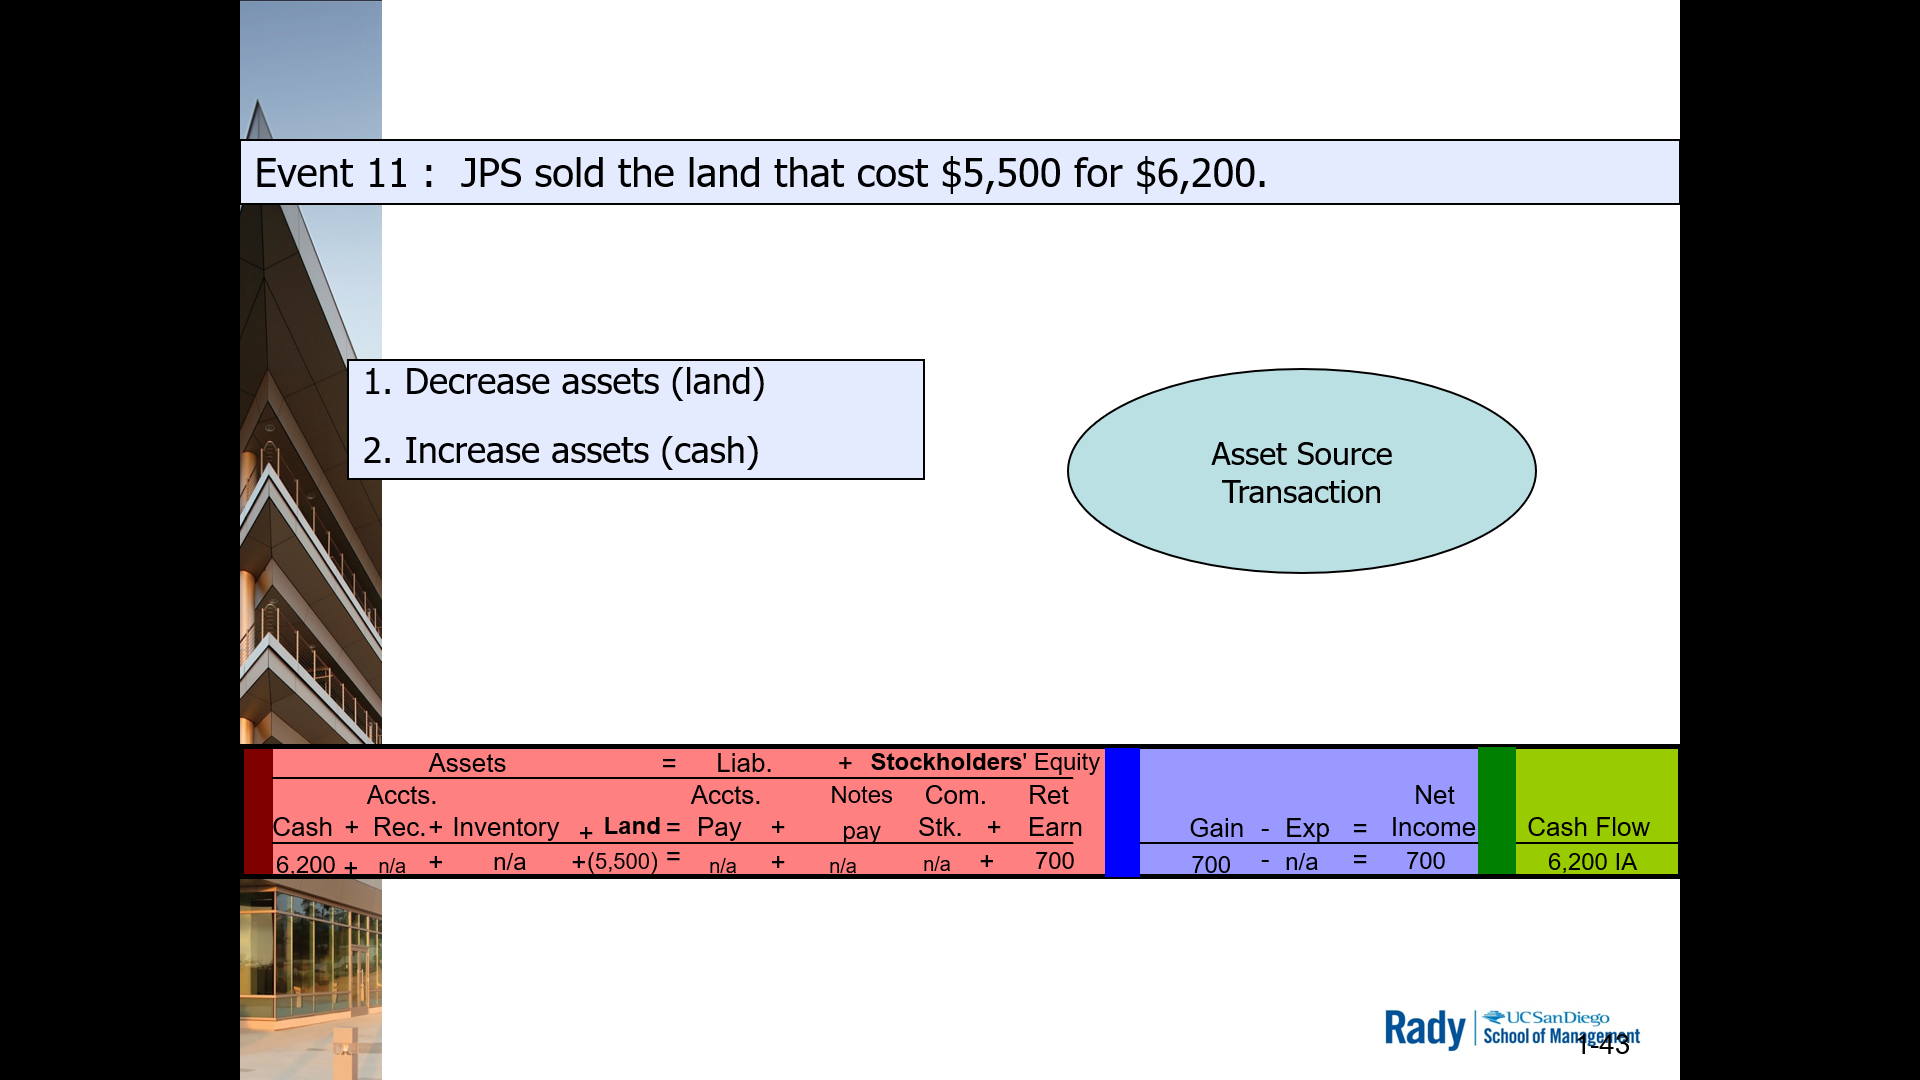 Event 11 :  JPS sold the land that cost $5,500 for $6,200.
1. Decrease assets (land)
2. Increase assets (cash)
Asset Source
Transaction
Assets = Liab. + Stockholders' Equity
Accts. Accts. Notes Com. Ret Net
Cash + Rec. + Inventory + Land = Pay + pay Stk. + Earn Gain - Exp = Income Cash Flow
6,200 + n/a + n/a +(5,500) = n/a + n/a n/a + 700 700 - n/a = 700 6,200 IA
Rady UC San Diego
School of Management
1-43